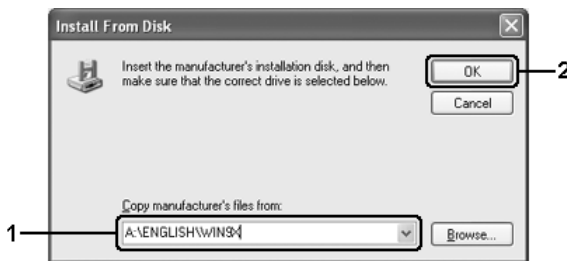 Install From Disk
Insert the manufacturer's installation disk, and then
make sure that the correct drive is selected below.
OK
2
Cancel
Copy manufacturer's files from:
1
A:\ENGLISH\WIN9X
Browse...